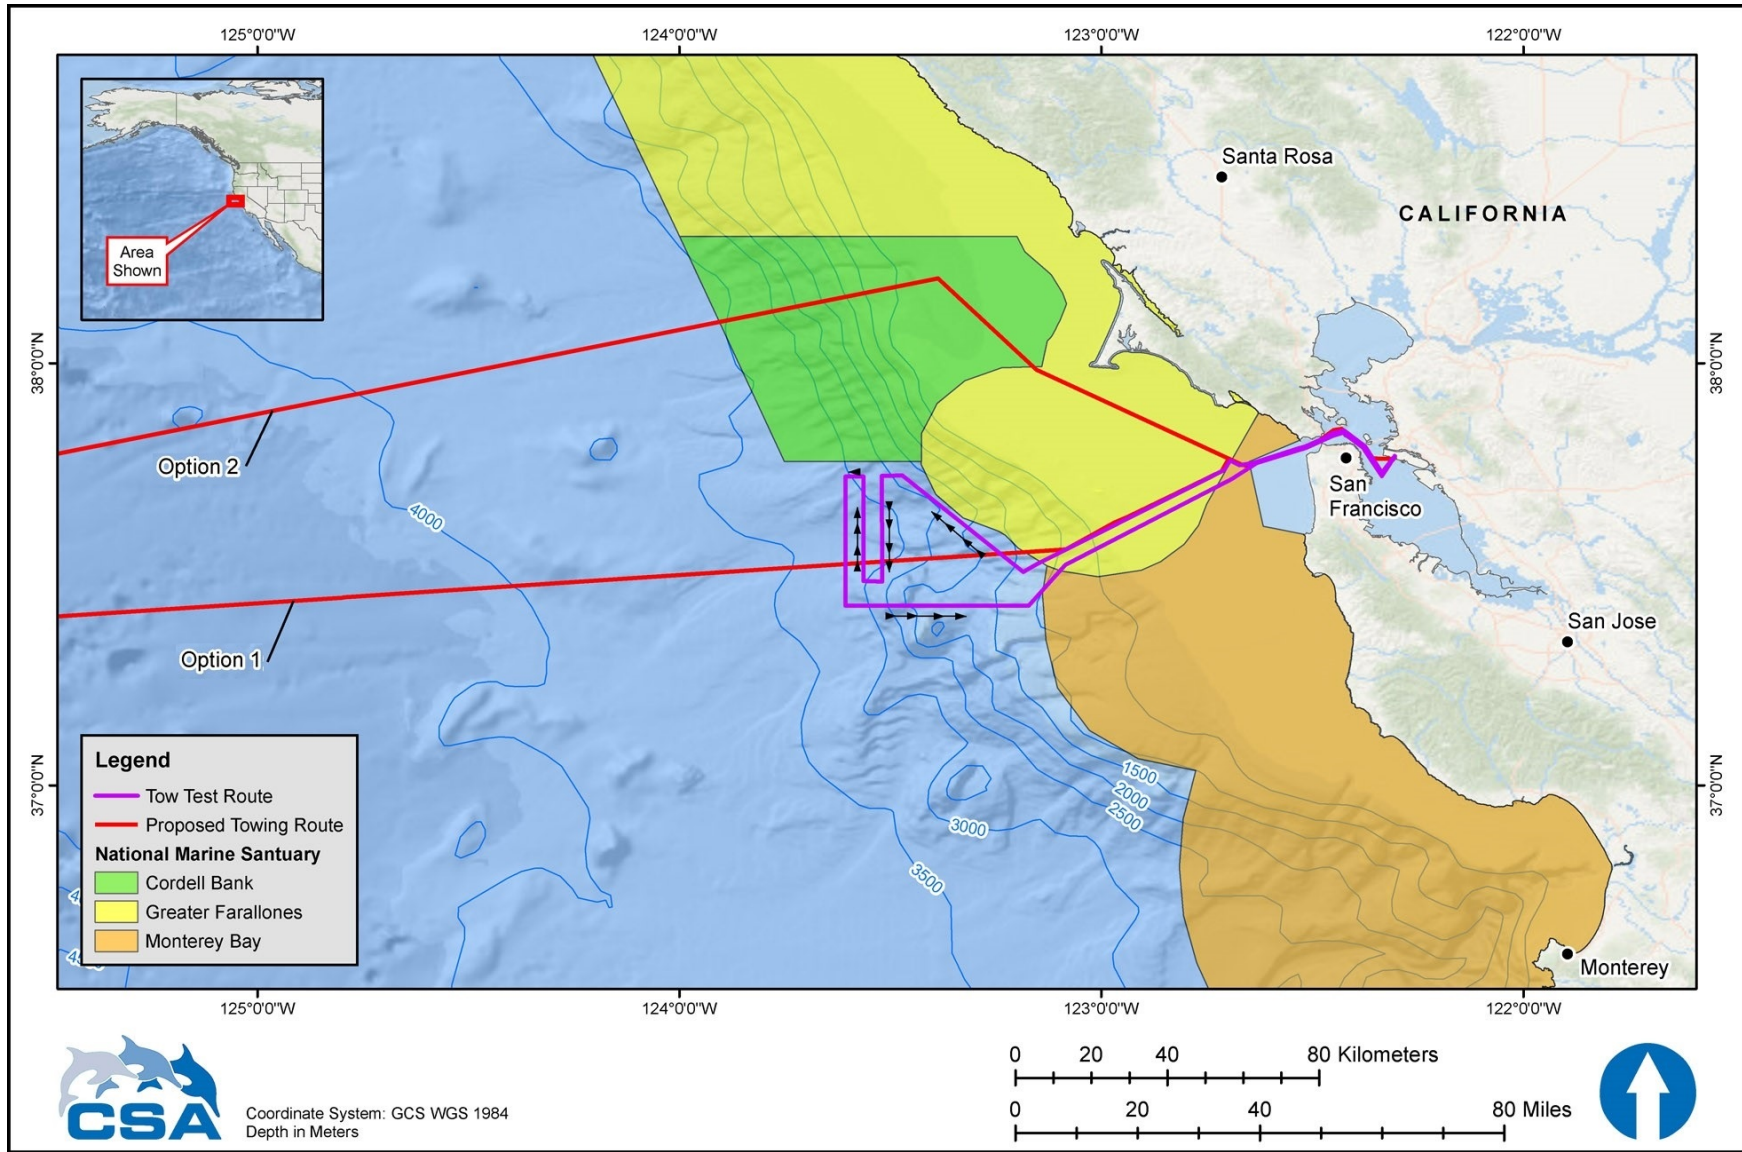 125°0'0"W
124°0'0"W
123°0'0"W
122°0'0"W
Area
Shown
Santa Rosa
CALIFORNIA
38°0'0"N
38°0'0"N
Option 2
4000
San
Francisco
San Jose
Option 1
Legend
Tow Test Route
Proposed Towing Route
National Marine Santuary
Cordell Bank
Greater Farallones
Monterey Bay
37°0'0"N
37°0'0"N
1500
2000
2500
3000
3500
Monterey
125°0'0"W
124°0'0"W
123°0'0"W
122°0'0"W
CSA
Coordinate System: GCS WGS 1984
Depth in Meters
0 20 40 80 Kilometers
0 20 40 80 Miles